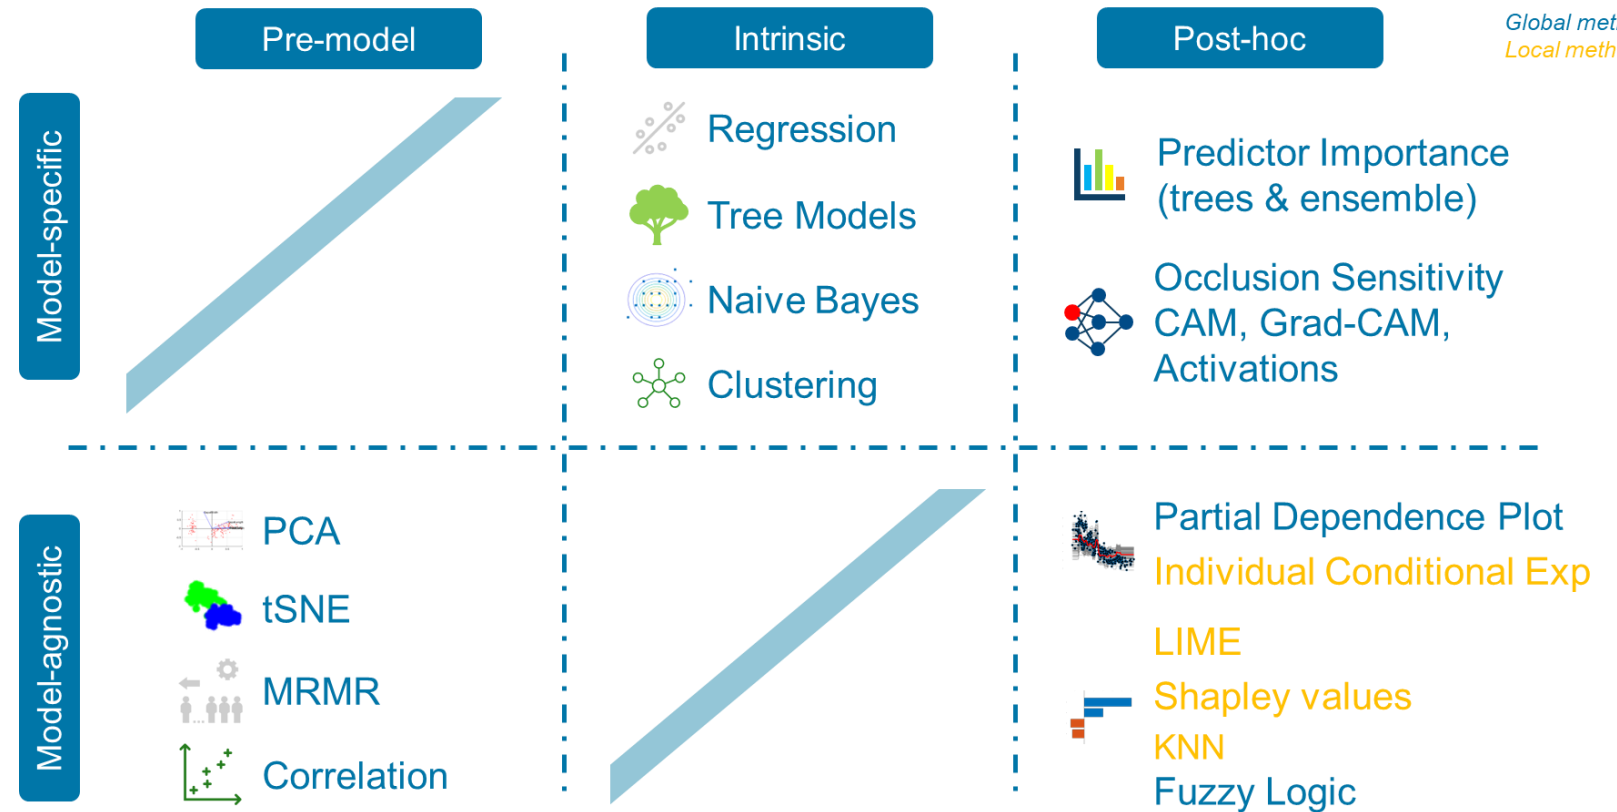 Pre-model
Intrinsic
Post-hoc
Global
Local
Model-specific
Regression
Tree Models
Naive Bayes
Clustering
Predictor Importance
(trees & ensemble)
Occlusion Sensitivity
CAM, Grad-CAM,
Activations
Model-agnostic
PCA
tSNE
MRMR
Correlation
Partial Dependence Plot
Individual Conditional Exp
LIME
Shapley values
KNN
Fuzzy Logic